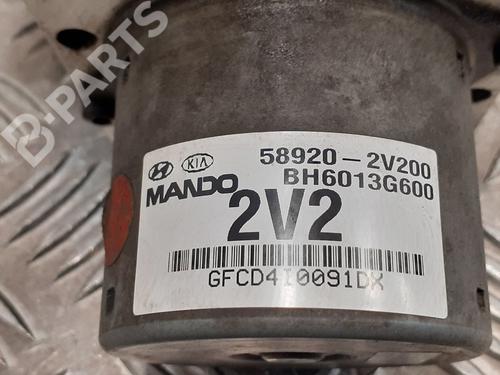 B-PARTS
KIA
58920-2V200
MANDO
BH6013G600
2V2
GFCD4I0091DX